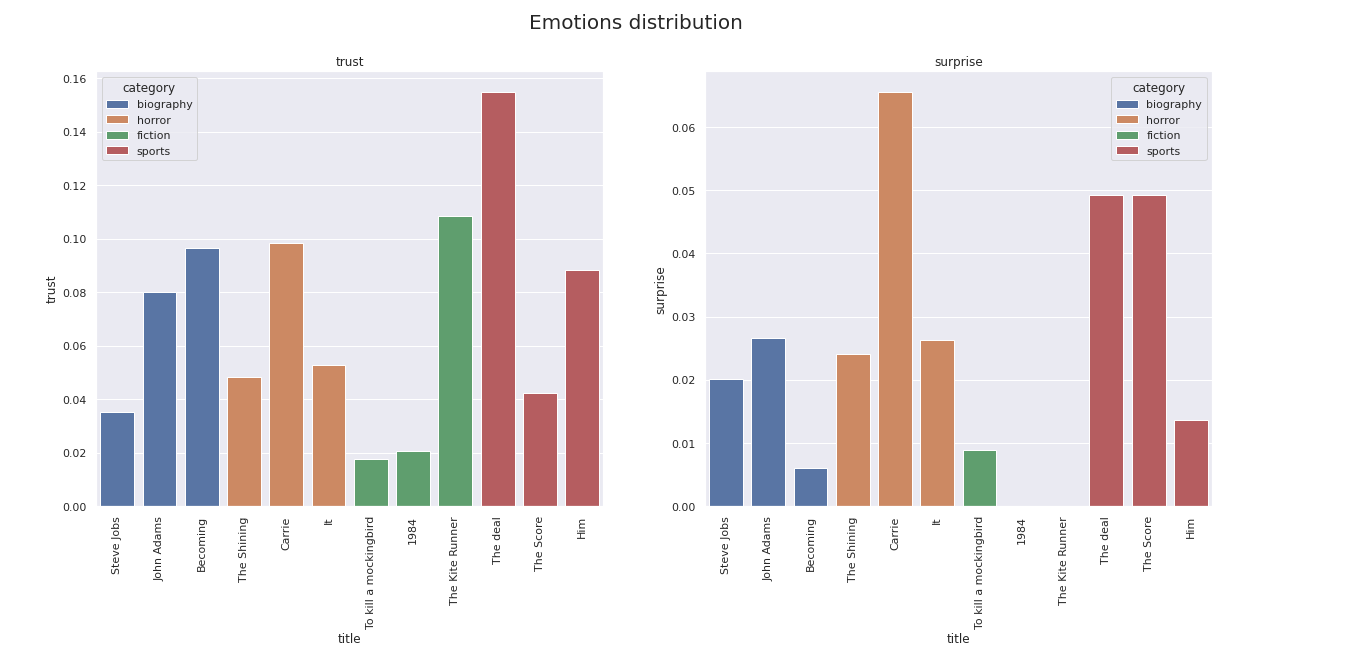 Emotions distribution
trust
category
biography
horror
fiction
sports
0.16
0.14
0.12
0.10
0.08
0.06
0.04
0.02
0.00
trust
Steve Jobs
John Adams
Becoming
The Shining
Carrie
It
To kill a mockingbird
1984
The Kite Runner
The deal
The Score
Him
title
surprise
category
biography
horror
fiction
sports
0.06
0.05
0.04
0.03
0.02
0.01
0.00
surprise
Steve Jobs
John Adams
Becoming
The Shining
Carrie
It
To kill a mockingbird
1984
The Kite Runner
The deal
The Score
Him
title